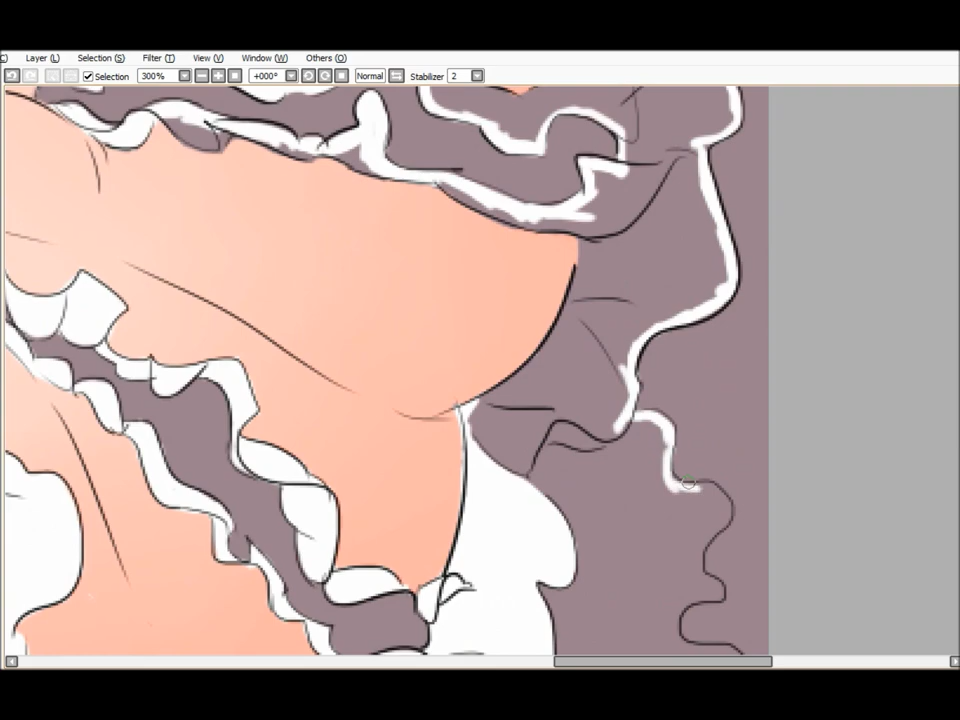 C) Layer (L) Selection (S) Filter (T) View (V) Window (W) Others (O)
Selection 300% +000° Normal Stabilizer 2